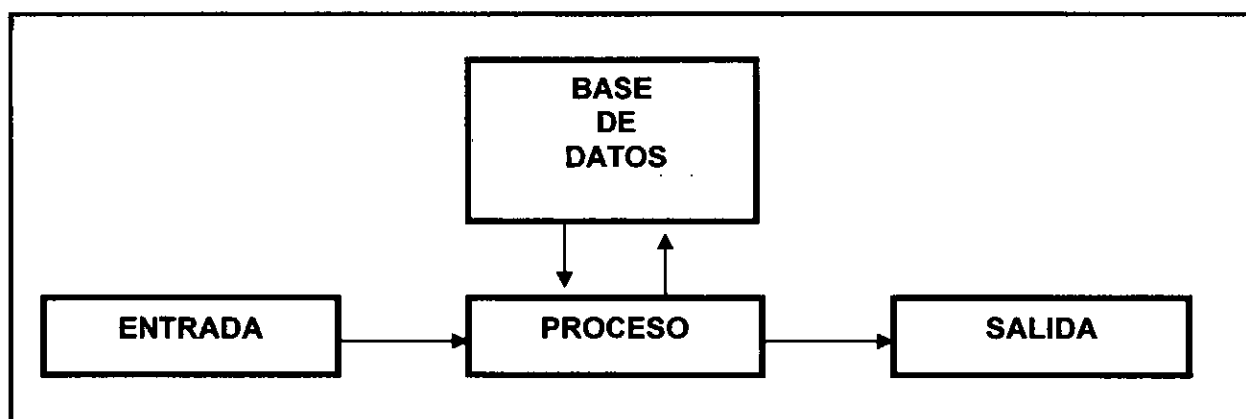 BASE
DE
DATOS
ENTRADA
PROCESO
SALIDA